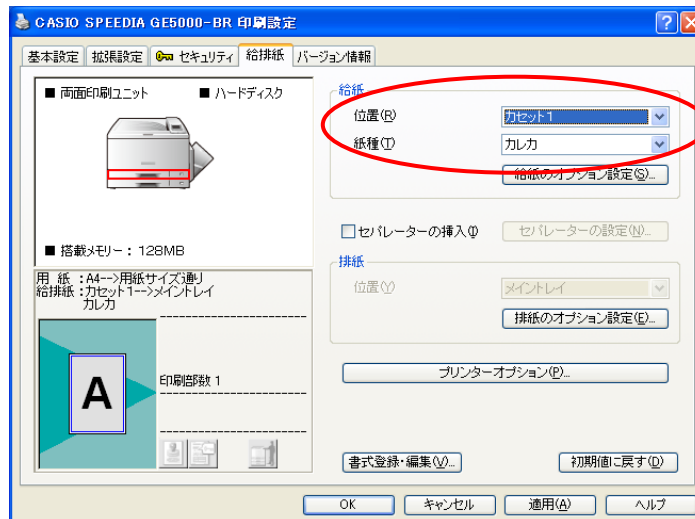 CASIO SPEEDIA GE5000-BR 印刷設定
基本設定 拡張設定 セキュリティ 給排紙 バージョン情報
■ 両面印刷ユニット ■ ハードディスク
■ 搭載メモリー : 128MB
用 紙 :A4-->用紙サイズ通り
給排紙 :カセット1-->メイントレイ
カレカ
A
印刷部数 1
給紙
位置(R) カセット1
紙種(T) カレカ
給紙のオプション設定(S)...
セパレーターの挿入(I) セパレーターの設定(N)...
排紙
位置(Y) メイントレイ
排紙のオプション設定(E)...
プリンターオプション(P)...
書式登録・編集(V)... 初期値に戻す(D)
OK キャンセル 適用(A) ヘルプ